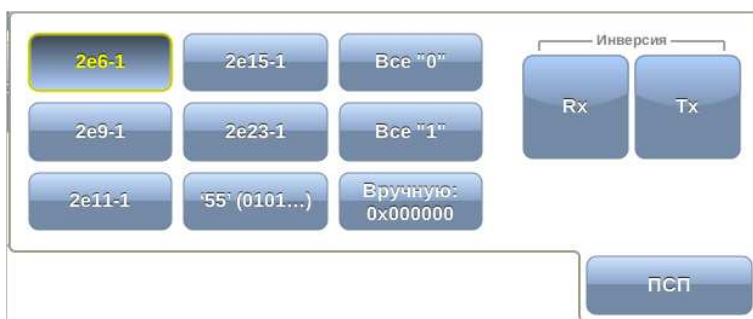 Инверсия
2e6-1 2e15-1 Все "0"
Rx Tx
2e9-1 2e23-1 Все "1"
2e11-1 '55' (0101...) Вручную:
0x000000
ПСП